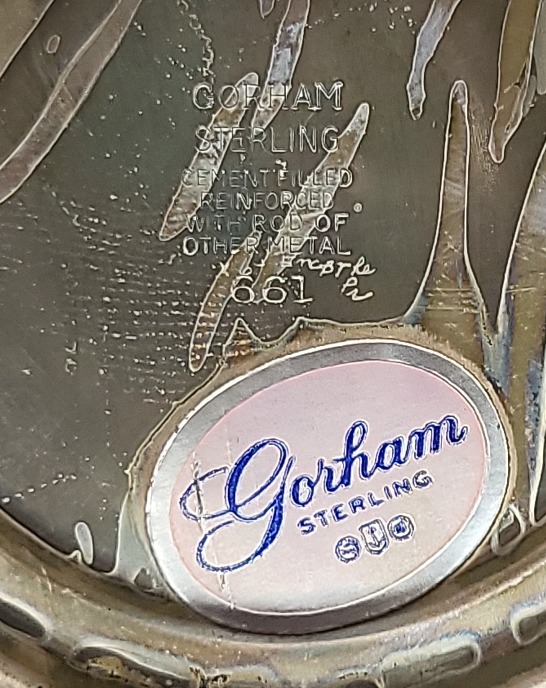 GORHAM
STERLING
CEMENT FILLED
REINFORCED
WITH ROD OF
OTHER METAL
661
Gorham
STERLING